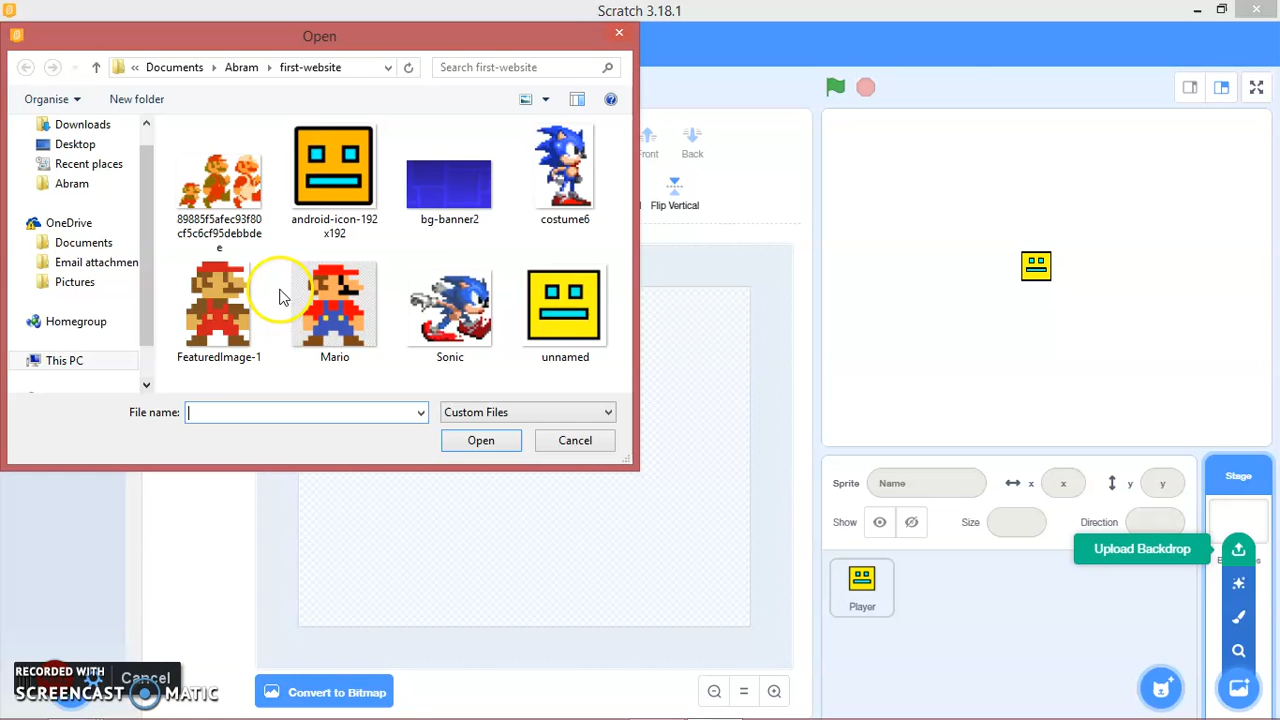 Scratch 3.18.1
Open
Documents
Abram
first-website
Search first-website
Organise
New folder
Downloads
Desktop
Recent places
Abram
OneDrive
Documents
Email attachmen
Pictures
Homegroup
This PC
89885f5afec93f80
cf5c6cf95debbde
e
android-icon-192
x192
bg-banner2
costume6
FeaturedImage-1
Mario
Sonic
unnamed
File name:
Custom Files
Open
Cancel
Front
Back
Flip Vertical
Sprite
Name
x
x
y
y
Show
Size
Direction
Stage
Upload Backdrop
Player
Convert to Bitmap
Cancel
RECORDED WITH
SCREENCAST MATIC